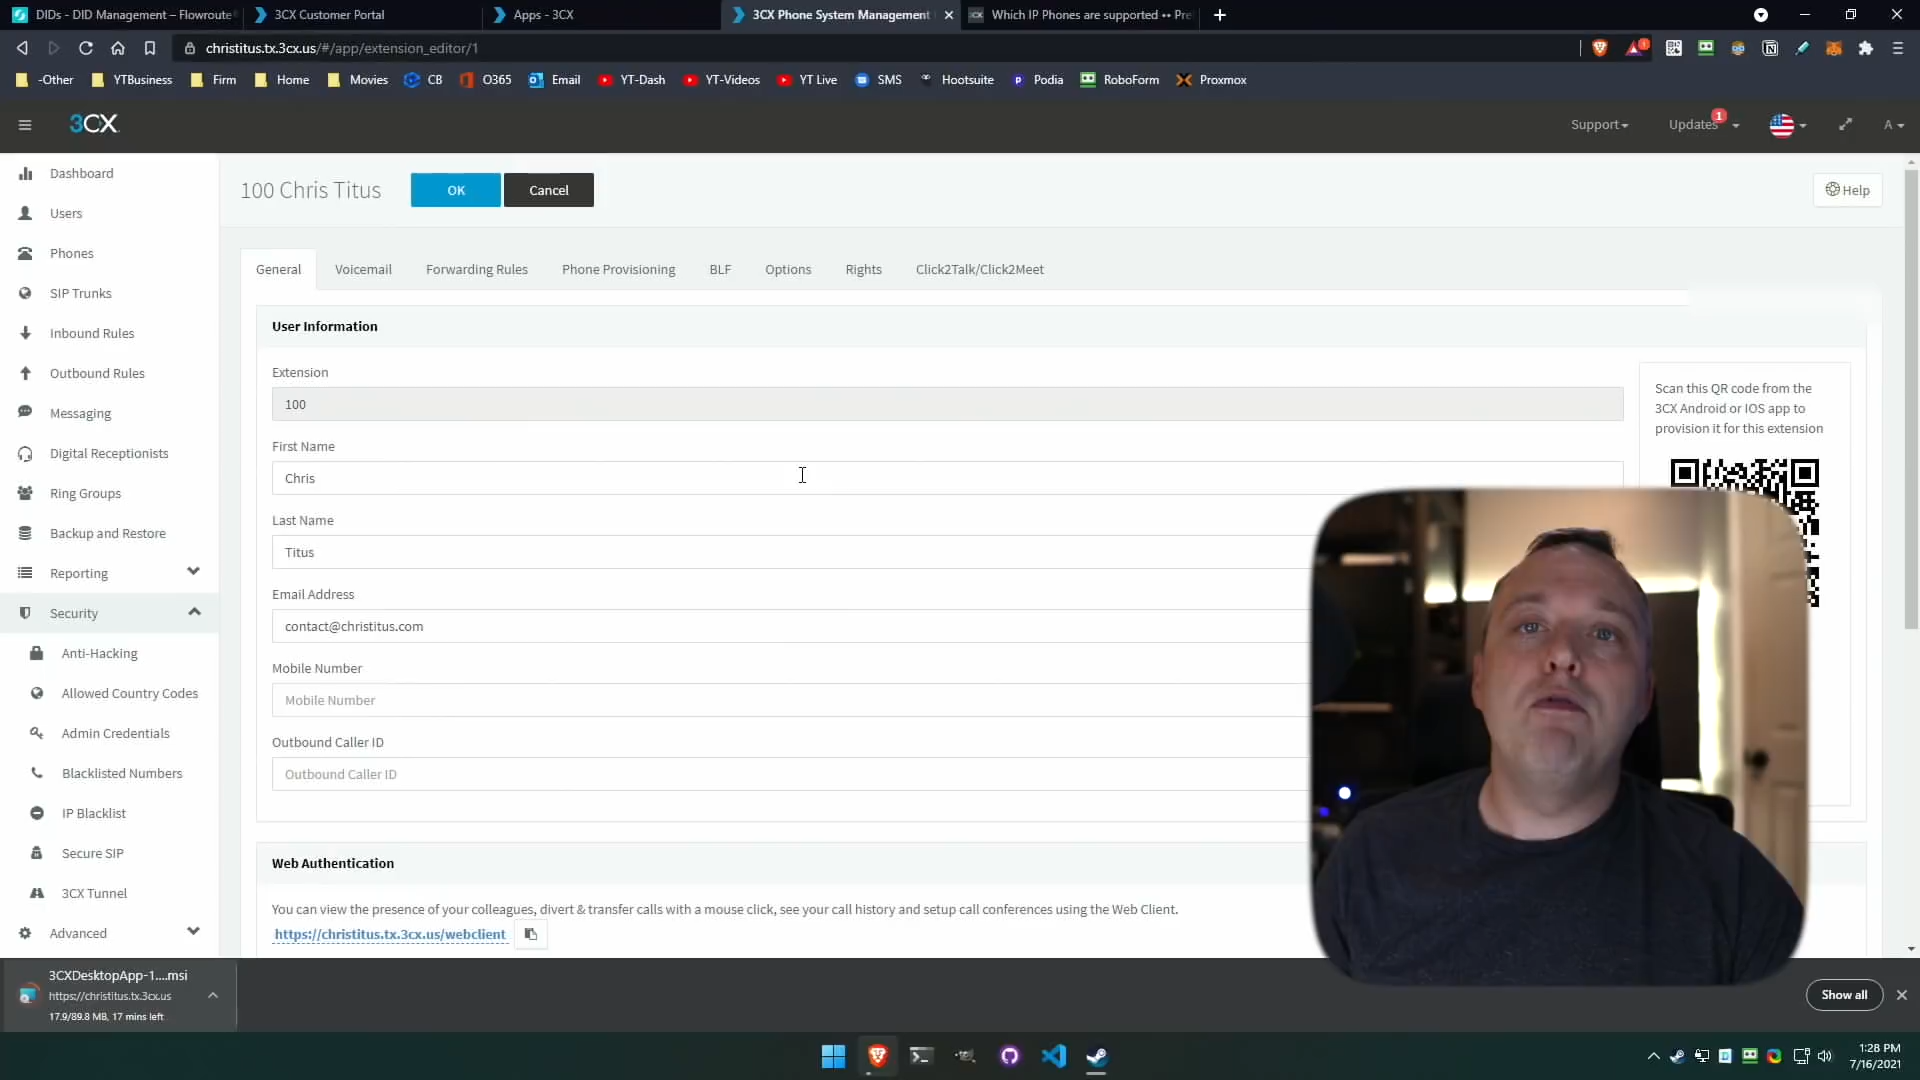 DIDs - DID Management – Flowroute
3CX Customer Portal
Apps - 3CX
3CX Phone System Management
Which IP Phones are supported •• Pre
christitus.tx.3cx.us/#/app/extension_editor/1
-Other
YTBusiness
Firm
Home
Movies
CB
O365
Email
YT-Dash
YT-Videos
YT Live
SMS
Hootsuite
Podia
RoboForm
Proxmox
3CX
Support
Updates
1
A
Dashboard
Users
Phones
SIP Trunks
Inbound Rules
Outbound Rules
Messaging
Digital Receptionists
Ring Groups
Backup and Restore
Reporting
Security
Anti-Hacking
Allowed Country Codes
Admin Credentials
Blacklisted Numbers
IP Blacklist
Secure SIP
3CX Tunnel
Advanced
100 Chris Titus
OK
Cancel
Help
General
Voicemail
Forwarding Rules
Phone Provisioning
BLF
Options
Rights
Click2Talk/Click2Meet
User Information
Extension
100
First Name
Chris
Last Name
Titus
Email Address
contact@christitus.com
Mobile Number
Mobile Number
Outbound Caller ID
Outbound Caller ID
Scan this QR code from the
3CX Android or IOS app to
provision it for this extension
Web Authentication
You can view the presence of your colleagues, divert & transfer calls with a mouse click, see your call history and setup call conferences using the Web Client.
https://christitus.tx.3cx.us/webclient
3CXDesktopApp-1....msi
https://christitus.tx.3cx.us
17.9/89.8 MB, 17 mins left
Show all
1:28 PM
7/16/2021